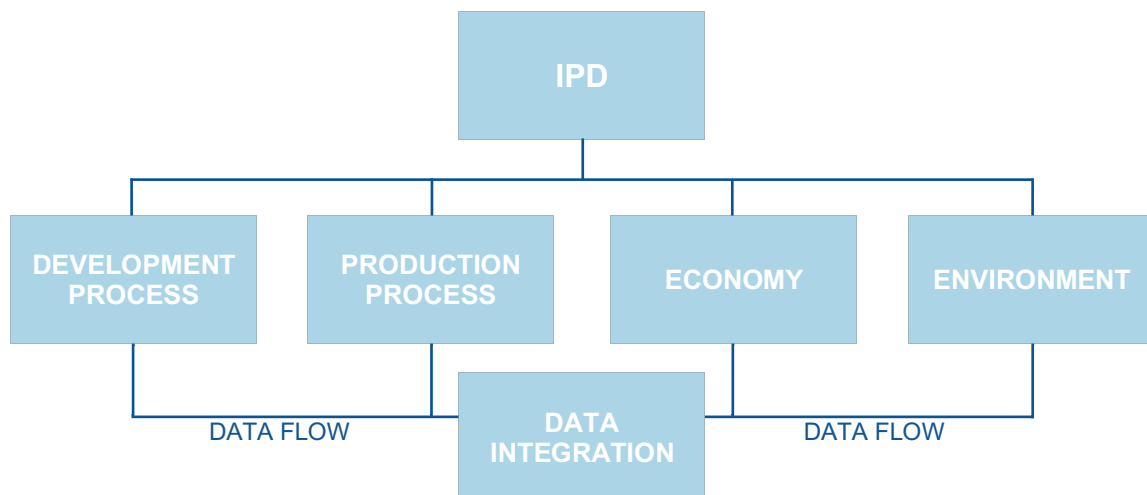 IPD
DEVELOPMENT
PROCESS
PRODUCTION
PROCESS
ECONOMY
ENVIRONMENT
DATA FLOW
DATA
INTEGRATION
DATA FLOW